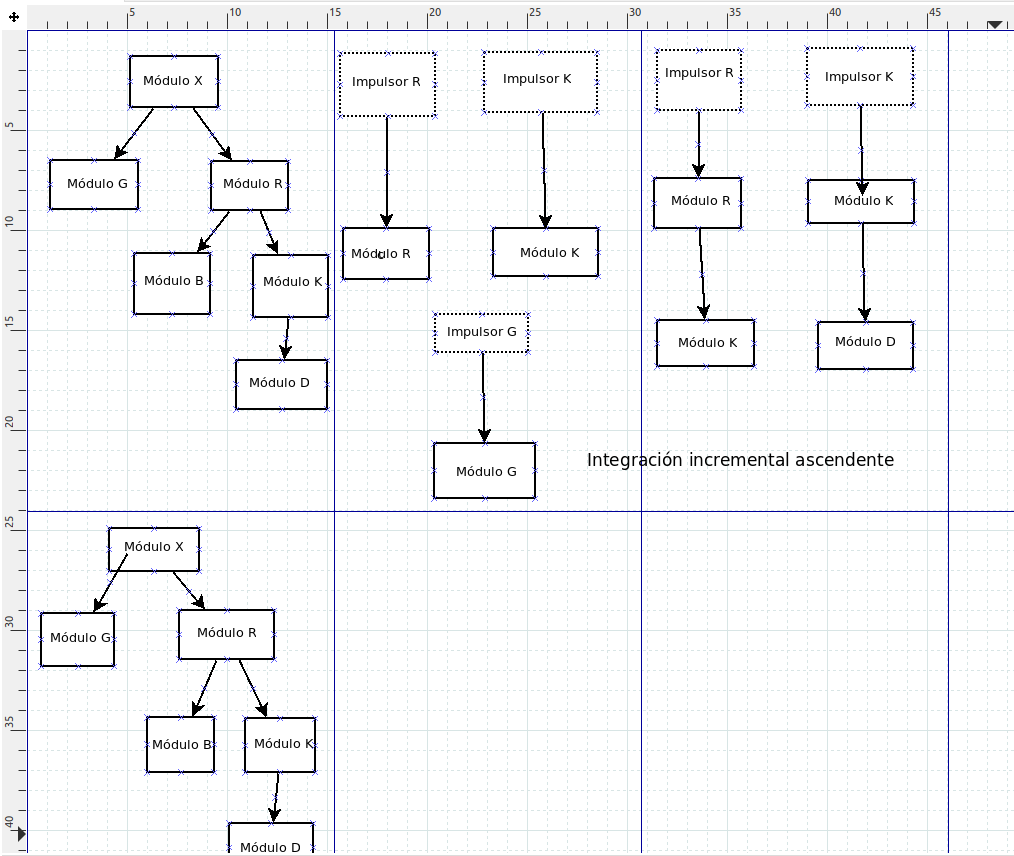 5 10 15 20 25 30 35 40 45
Módulo X
Módulo G
Módulo R
Módulo B
Módulo K
Módulo D
Impulsor R
Impulsor K
Módulo R
Módulo K
Impulsor G
Módulo G
Impulsor R
Impulsor K
Módulo R
Módulo K
Módulo K
Módulo D
Integración incremental ascendente
Módulo X
Módulo G
Módulo R
Módulo B
Módulo K
Módulo D
5
10
15
20
25
30
35
40